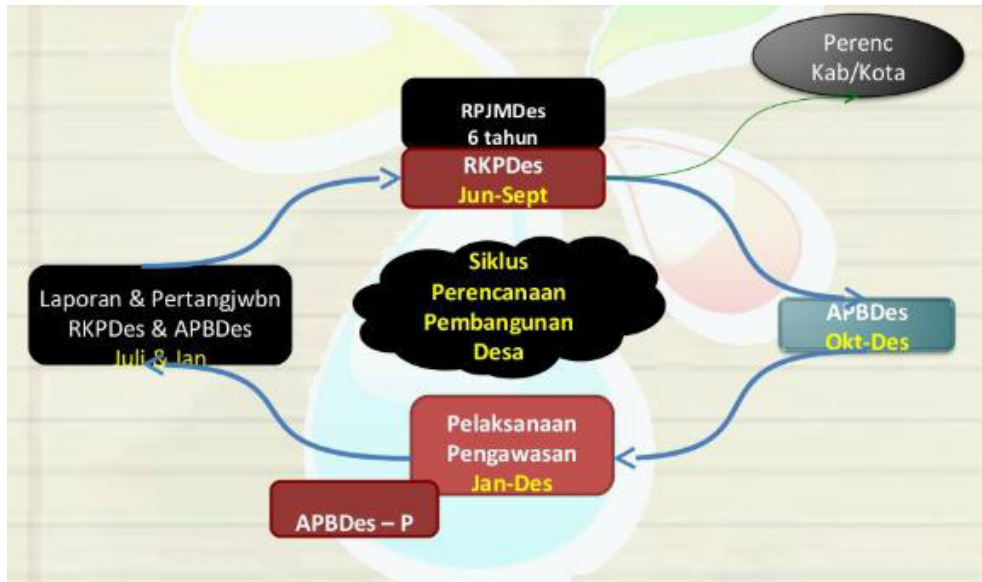 Perenc
Kab/Kota
RPJMDes
6 tahun
RKPDes
Jun-Sept
Siklus
Perencanaan
Pembangunan
Desa
Laporan & Pertangjwbn
RKPDes & APBDes
Juli & Jan
APBDes
Okt-Des
Pelaksanaan
Pengawasan
Jan-Des
APBDes – P